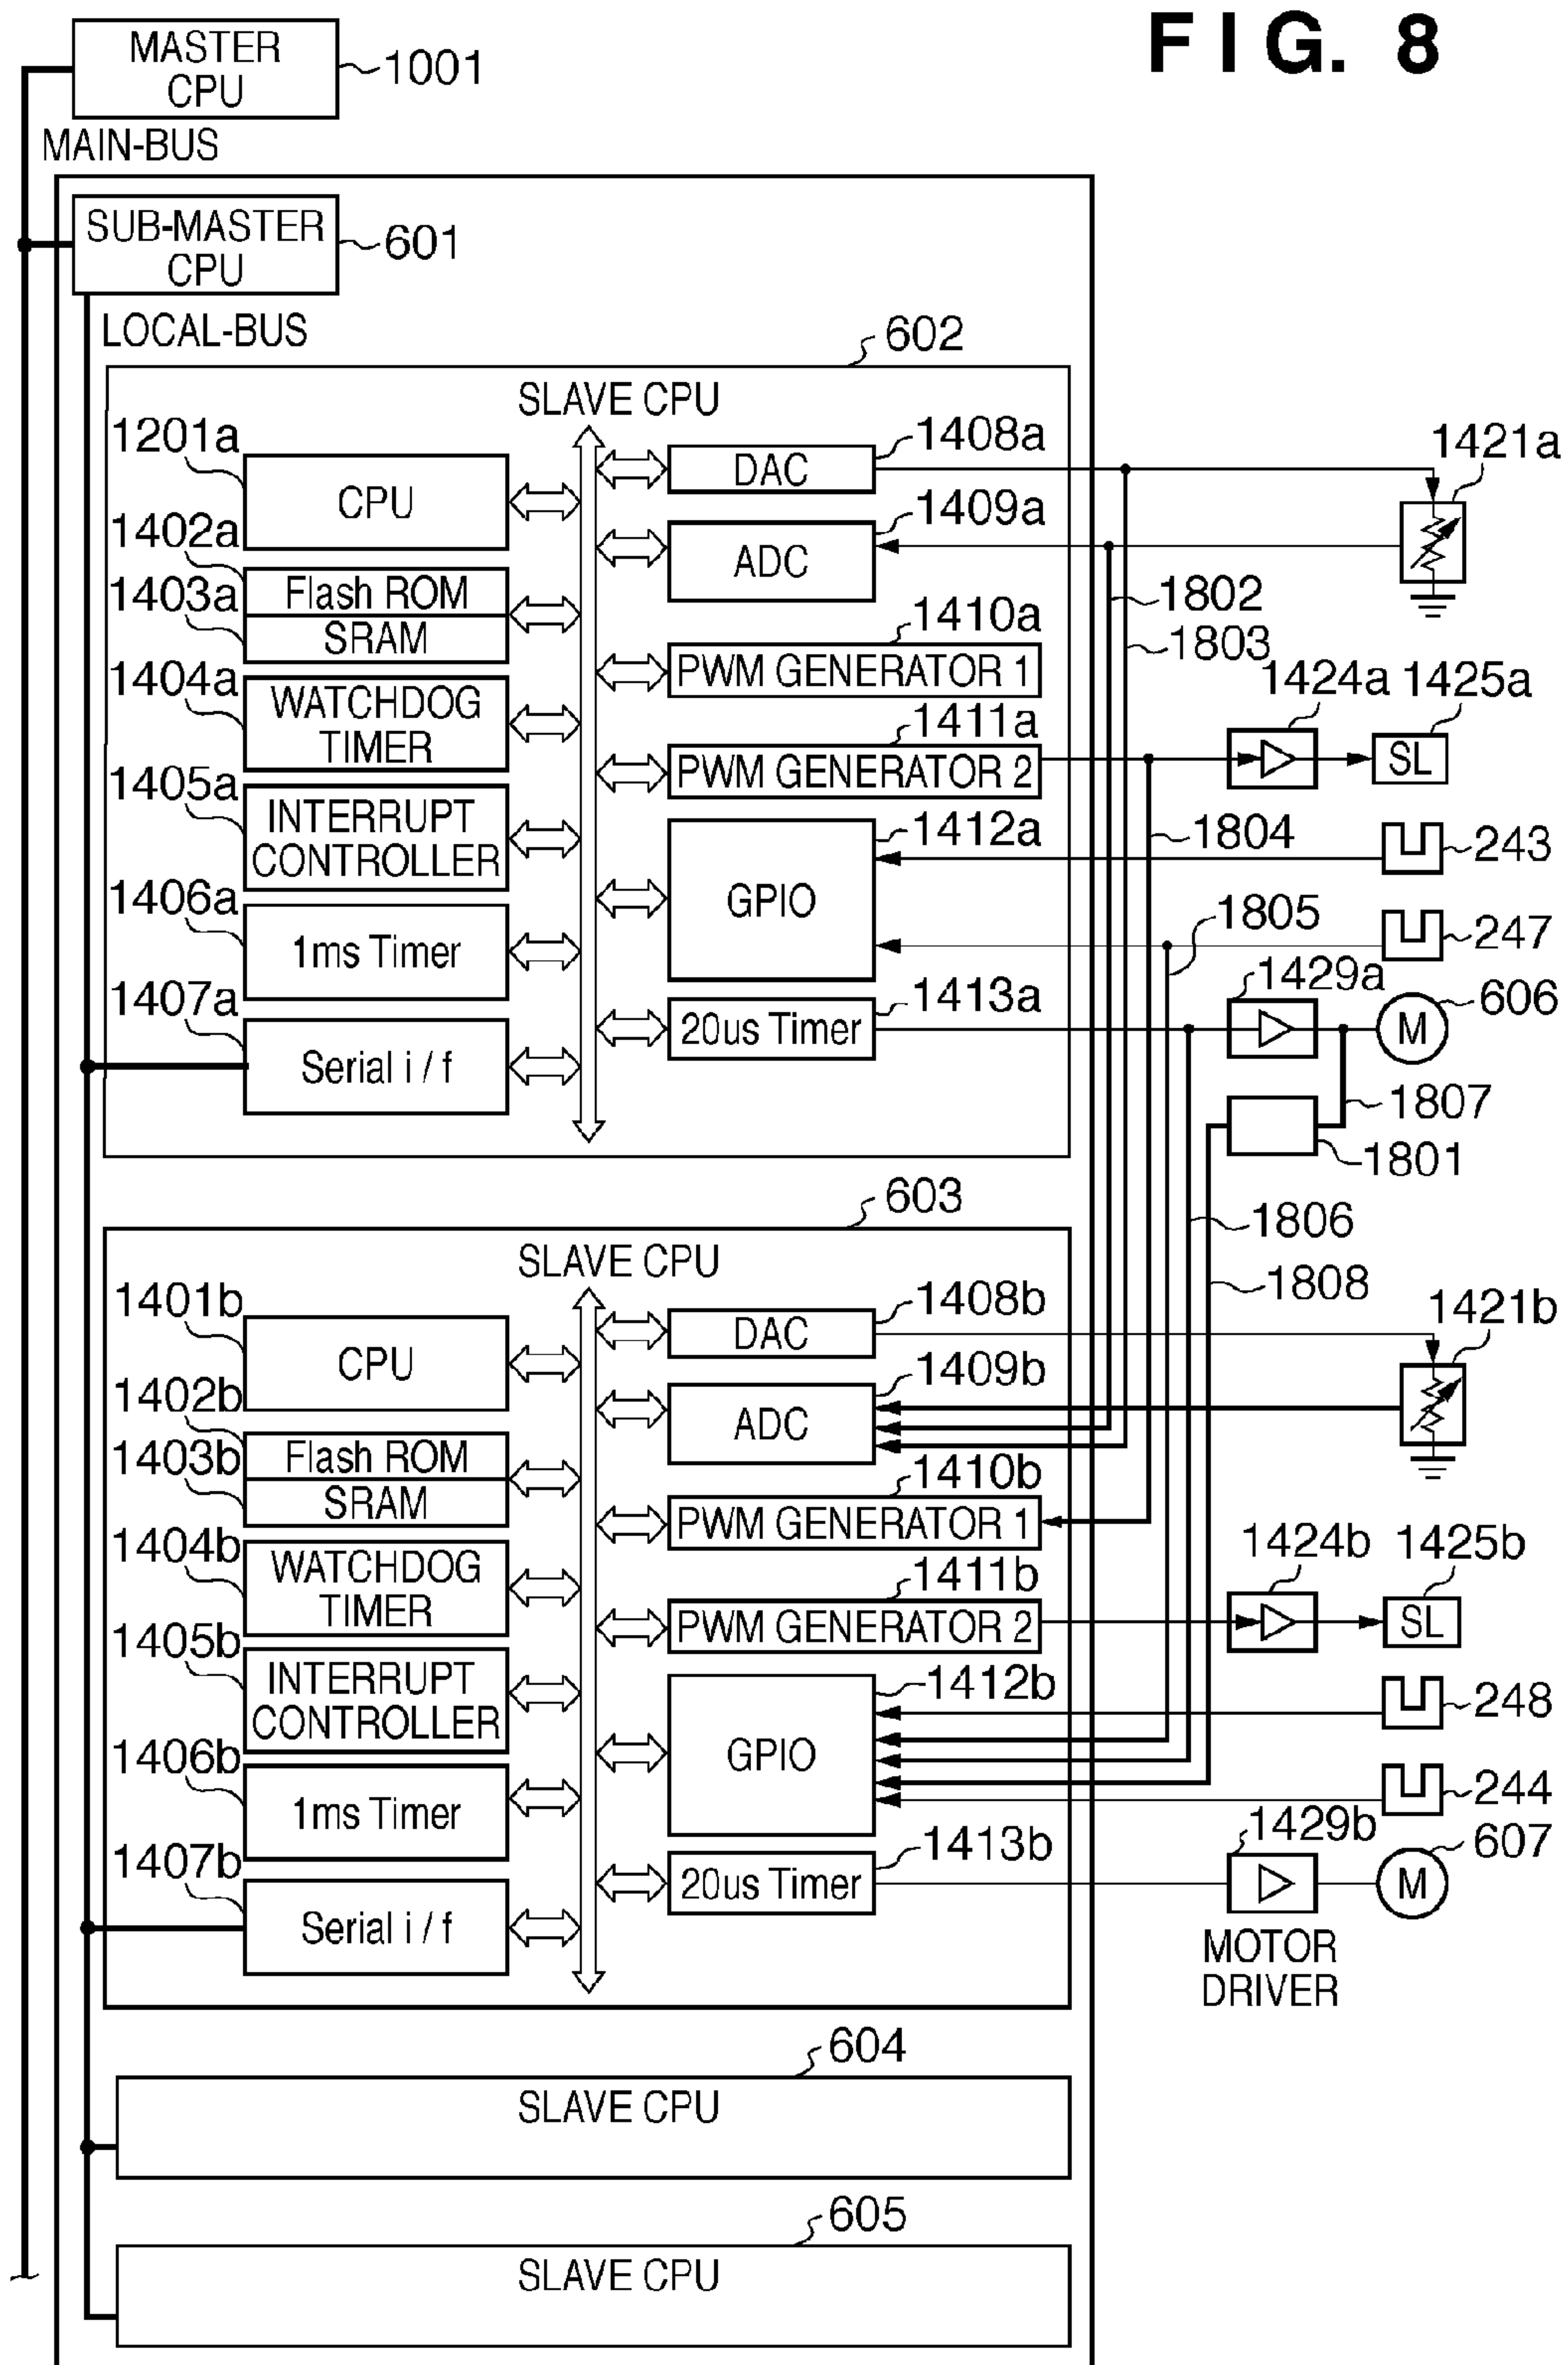 FIG. 8
MASTER
CPU
1001
MAIN-BUS
SUB-MASTER
CPU
601
LOCAL-BUS
602
SLAVE CPU
1201a
CPU
1402a
Flash ROM
1403a
SRAM
1404a
WATCHDOG
TIMER
1405a
INTERRUPT
CONTROLLER
1406a
1ms Timer
1407a
Serial i / f
1408a
DAC
1409a
ADC
1410a
PWM GENERATOR 1
1411a
PWM GENERATOR 2
1412a
GPIO
1413a
20us Timer
1421a
1802
1803
1424a
1425a
SL
1804
243
1805
247
1429a
606
M
1807
1801
1806
1808
603
SLAVE CPU
1401b
CPU
1402b
Flash ROM
1403b
SRAM
1404b
WATCHDOG
TIMER
1405b
INTERRUPT
CONTROLLER
1406b
1ms Timer
1407b
Serial i / f
1408b
DAC
1409b
ADC
1410b
PWM GENERATOR 1
1411b
PWM GENERATOR 2
1412b
GPIO
1413b
20us Timer
1421b
1424b
1425b
SL
248
244
1429b
607
M
MOTOR
DRIVER
604
SLAVE CPU
605
SLAVE CPU